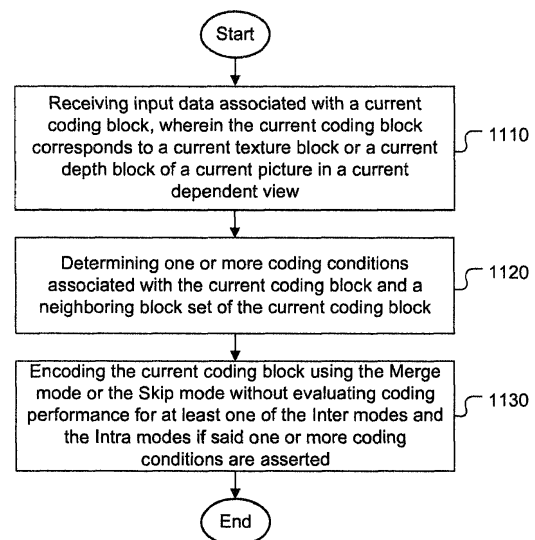 Start
Receiving input data associated with a current
coding block, wherein the current coding block
corresponds to a current texture block or a current
depth block of a current picture in a current
dependent view
1110
Determining one or more coding conditions
associated with the current coding block and a
neighboring block set of the current coding block
1120
Encoding the current coding block using the Merge
mode or the Skip mode without evaluating coding
performance for at least one of the Inter modes and
the Intra modes if said one or more coding
conditions are asserted
1130
End